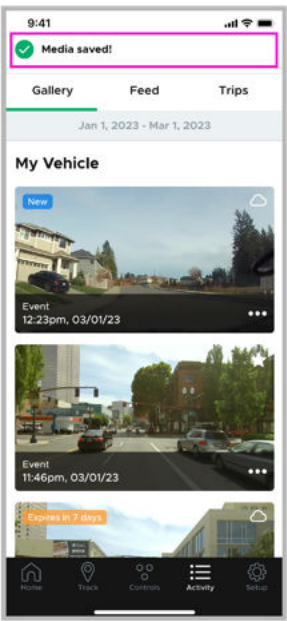 9:41
Media saved!
Gallery Feed Trips
Jan 1, 2023 - Mar 1, 2023
My Vehicle
New
Event
12:23pm, 03/01/23
Event
11:46pm, 03/01/23
Expires in 7 days
Home Track Controls Activity Setup